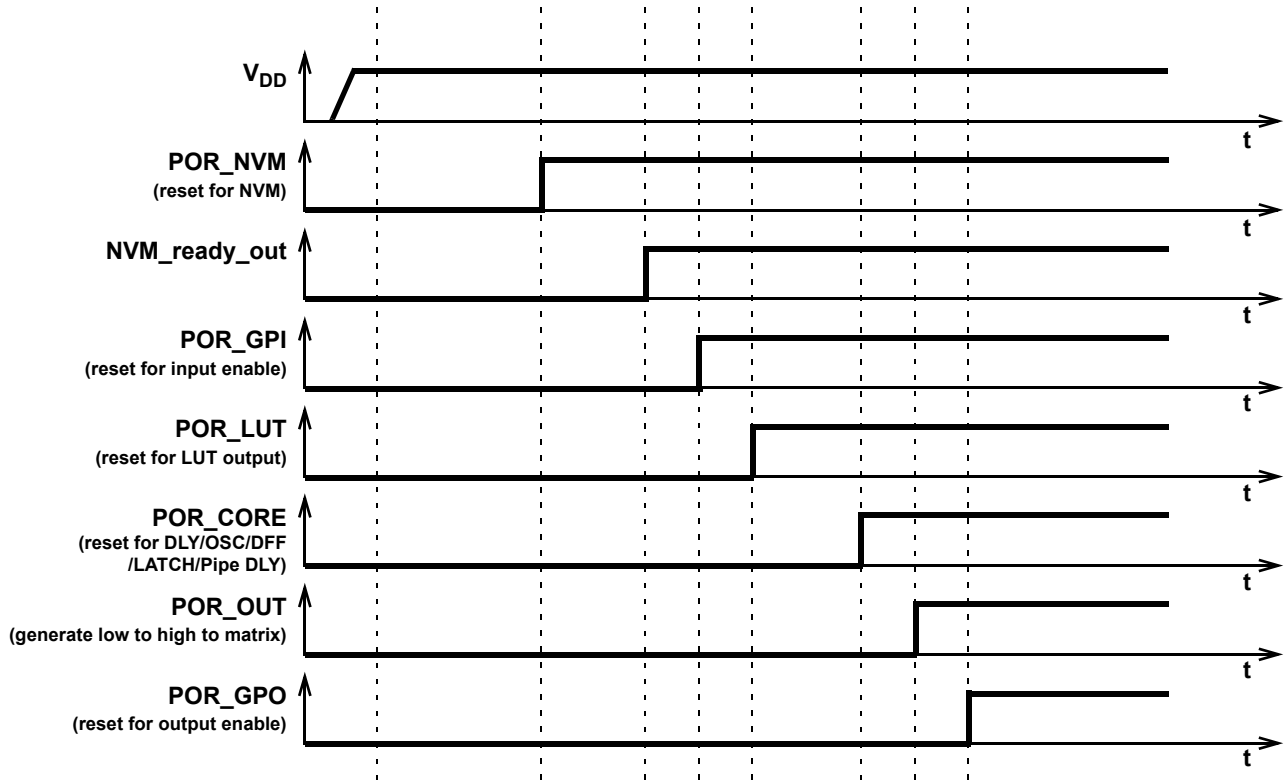 VDD
t
POR_NVM
(reset for NVM)
t
NVM_ready_out
t
POR_GPI
(reset for input enable)
t
POR_LUT
(reset for LUT output)
t
POR_CORE
(reset for DLY/OSC/DFF
/LATCH/Pipe DLY)
t
POR_OUT
(generate low to high to matrix)
t
POR_GPO
(reset for output enable)
t